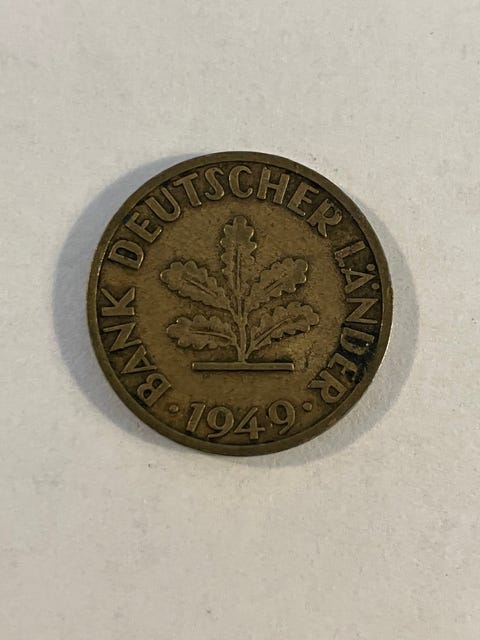 BANK DEUTSCHER LÄNDER
· 1949 ·